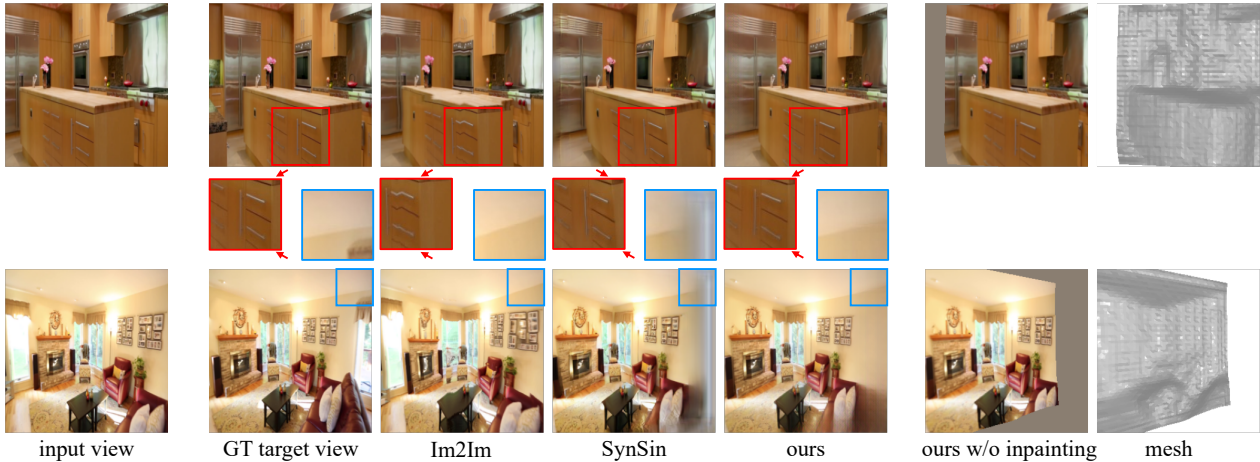 input view
GT target view
Im2Im
SynSin
ours
ours w/o inpainting
mesh